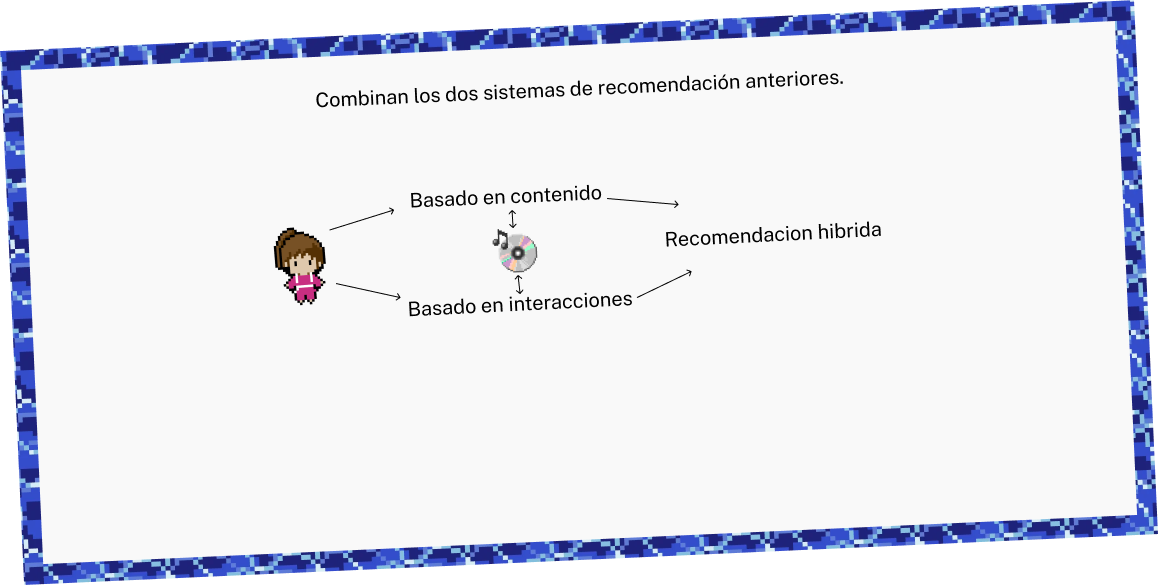 Combinan los dos sistemas de recomendación anteriores.
Basado en contenido
Recomendacion hibrida
Basado en interacciones